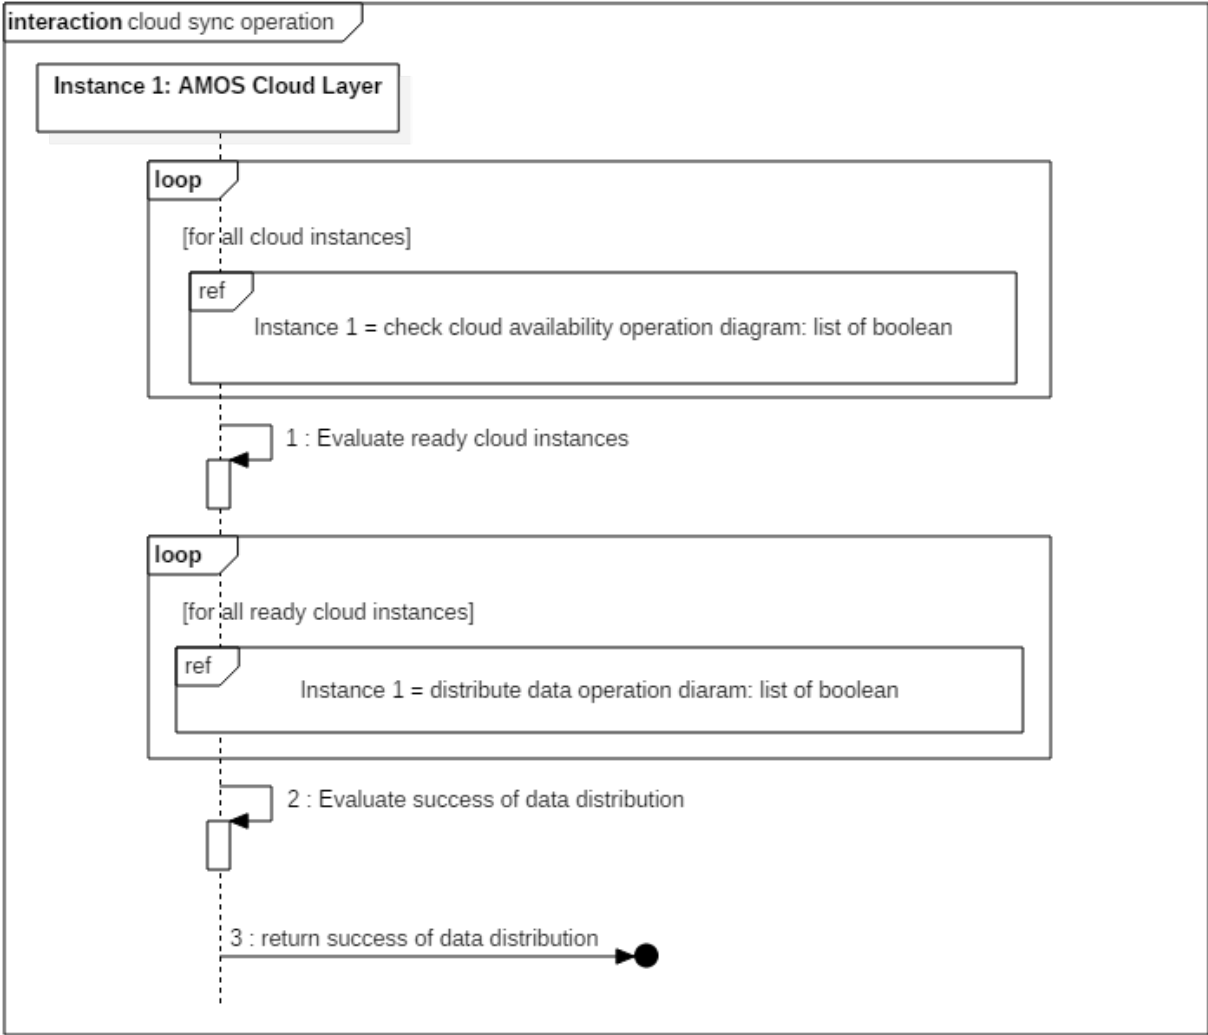 interaction cloud sync operation
Instance 1: AMOS Cloud Layer
loop
[for all cloud instances]
ref
Instance 1 = check cloud availability operation diagram: list of boolean
1 : Evaluate ready cloud instances
loop
[for all ready cloud instances]
ref
Instance 1 = distribute data operation diaram: list of boolean
2 : Evaluate success of data distribution
3 : return success of data distribution